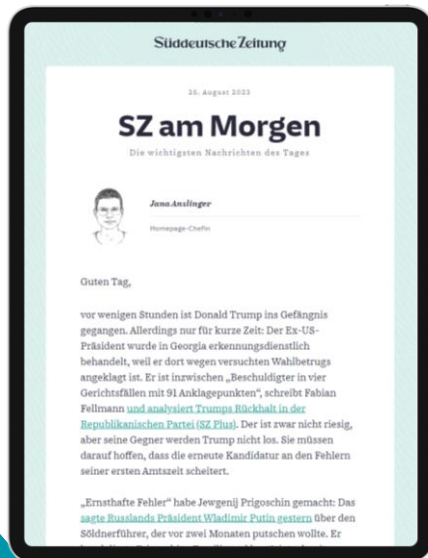 Süddeutsche Zeitung
25. August 2023
SZ am Morgen
Die wichtigsten Nachrichten des Tages
Jana Anzlinger
Homepage-Chefin
Guten Tag,
vor wenigen Stunden ist Donald Trump ins Gefängnis
gegangen. Allerdings nur für kurze Zeit: Der Ex-US-
Präsident wurde in Georgia erkennungsdienstlich
behandelt, weil er dort wegen versuchten Wahlbetrugs
angeklagt ist. Er ist inzwischen „Beschuldigter in vier
Gerichtsfällen mit 91 Anklagepunkten“, schreibt Fabian
Fellmann und analysiert Trumps Rückhalt in der
Republikanischen Partei (SZ Plus). Der ist zwar nicht riesig,
aber seine Gegner werden Trump nicht los. Sie müssen
darauf hoffen, dass die erneute Kandidatur an den Fehlern
seiner ersten Amtszeit scheitert.
„Ernsthafte Fehler“ habe Jewgenij Prigoschin gemacht: Das
sagte Russlands Präsident Wladimir Putin gestern über den
Söldnerführer, der vor zwei Monaten putschen wollte. Er